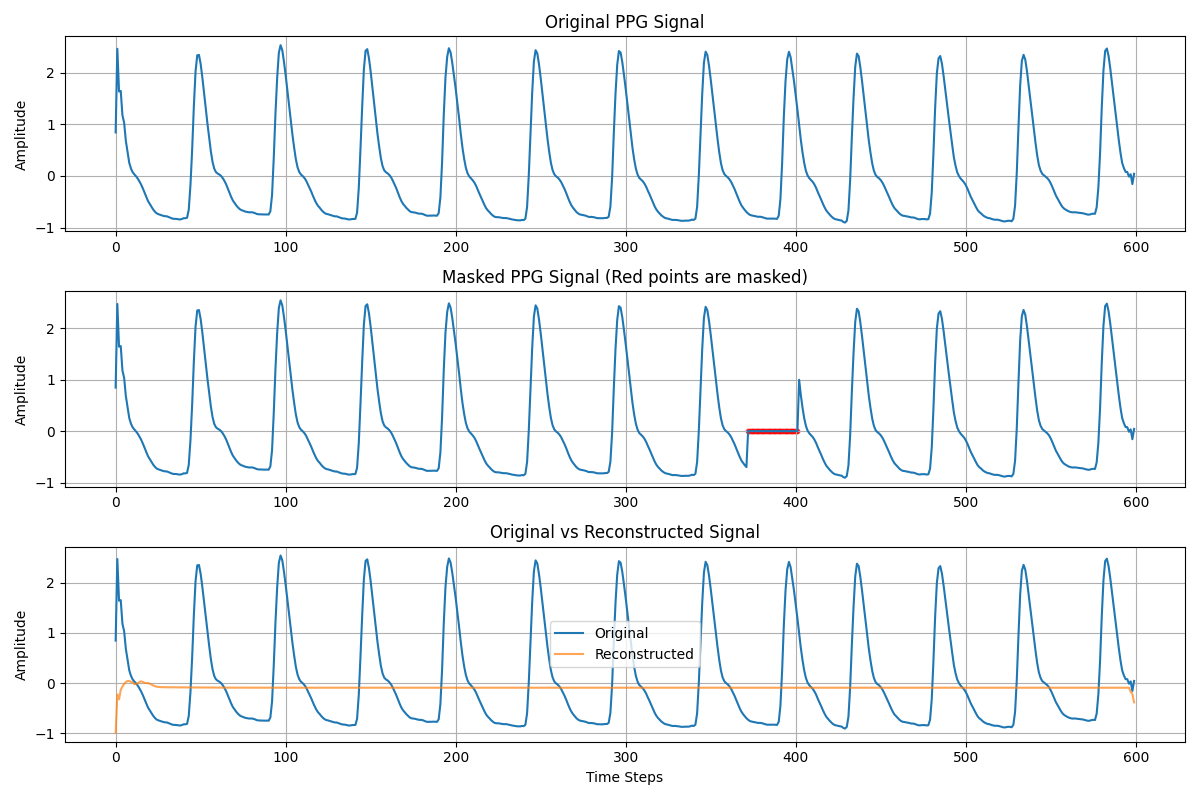 Original PPG Signal
Amplitude
2
1
0
−1
0 100 200 300 400 500 600
Masked PPG Signal (Red points are masked)
Amplitude
2
1
0
−1
0 100 200 300 400 500 600
Original vs Reconstructed Signal
Amplitude
2
1
0
−1
Original
Reconstructed
0 100 200 300 400 500 600
Time Steps